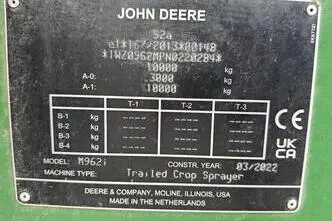 JOHN DEERE
S2a
e1*167/2013*00148
*1WZ0962MPN0220284*
10000 kg
A-0: 3000 kg
A-1: 10000 kg
T-1 T-2 T-3
B-1 ----- ----- ----- kg
B-2 ----- ----- ----- kg
B-3 ----- ----- ----- kg
B-4 ----- ----- ----- kg
CE
UK
CA
MODEL: M962i CONSTR. YEAR: 03/2022
MACHINE TYPE: Trailed Crop Sprayer
DEERE & COMPANY, MOLINE, ILLINOIS, USA
MADE IN THE NETHERLANDS